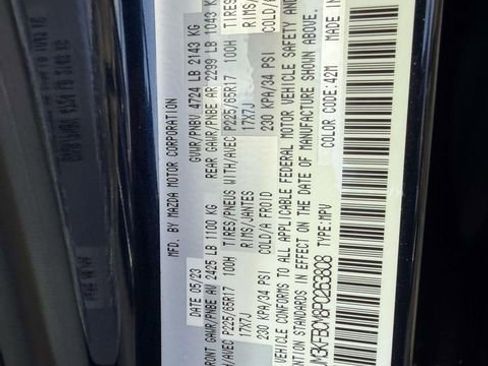 MFD. BY MAZDA MOTOR CORPORATION
DATE 05/23 GVWR/PNBV 4724 LB 2143 KG
FRONT GAWR/PNBE AV 2425 LB 1100 KG REAR GAWR/PNBE AR 2299 LB 1043 KG
TIRES/PNEUS WITH/AVEC P225/65R17 100H TIRES
/AVEC P225/65R17 100H RIMS/JANTES 17X7J RIMS/
17X7J COLD/A FROID 230 KPA/34 PSI COLD/A
230 KPA/34 PSI
VEHICLE CONFORMS TO ALL APPLICABLE FEDERAL MOTOR VEHICLE SAFETY AND
PREVENTION STANDARDS IN EFFECT ON THE DATE OF MANUFACTURE SHOWN ABOVE.
JM3KFBCM8P0263808 TYPE:MPV COLOR CODE:42M